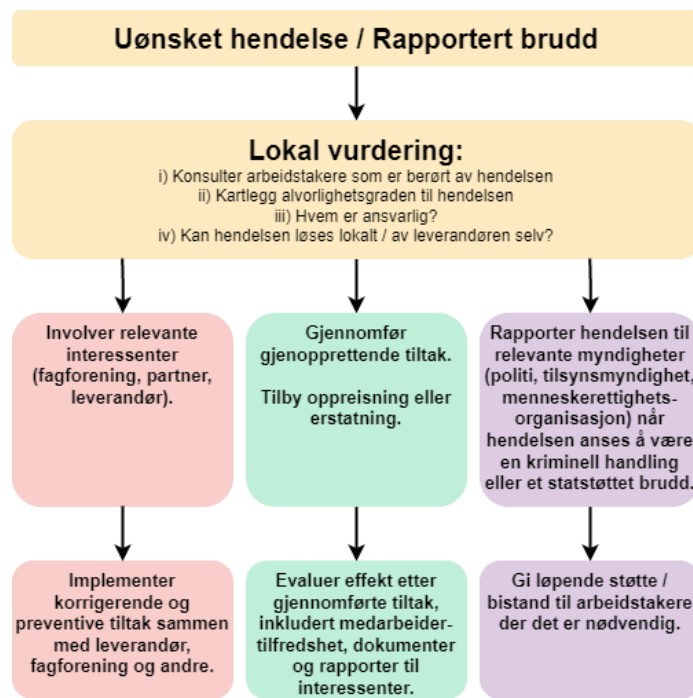 Uønsket hendelse / Rapportert brudd
Lokal vurdering:
i) Konsulter arbeidstakere som er berørt av hendelsen
ii) Kartlegg alvorlighetsgraden til hendelsen
iii) Hvem er ansvarlig?
iv) Kan hendelsen løses lokalt / av leverandøren selv?
Involver relevante
interessenter
(fagforening, partner,
leverandør).
Gjennomfør
gjenopprettende tiltak.
Tilby oppreisning eller
erstatning.
Rapporter hendelsen til
relevante myndigheter
(politi, tilsynsmyndighet,
menneskerettighets-
organisasjon) når
hendelsen anses å være
en kriminell handling
eller et statstøttet brudd.
Implementer
korrigerende og
preventive tiltak sammen
med leverandør,
fagforening og andre.
Evaluer effekt etter
gjennomførte tiltak,
inkludert medarbeider-
tilfredshet, dokumenter
og rapporter til
interessenter.
Gi løpende støtte /
bistand til arbeidstakere
der det er nødvendig.